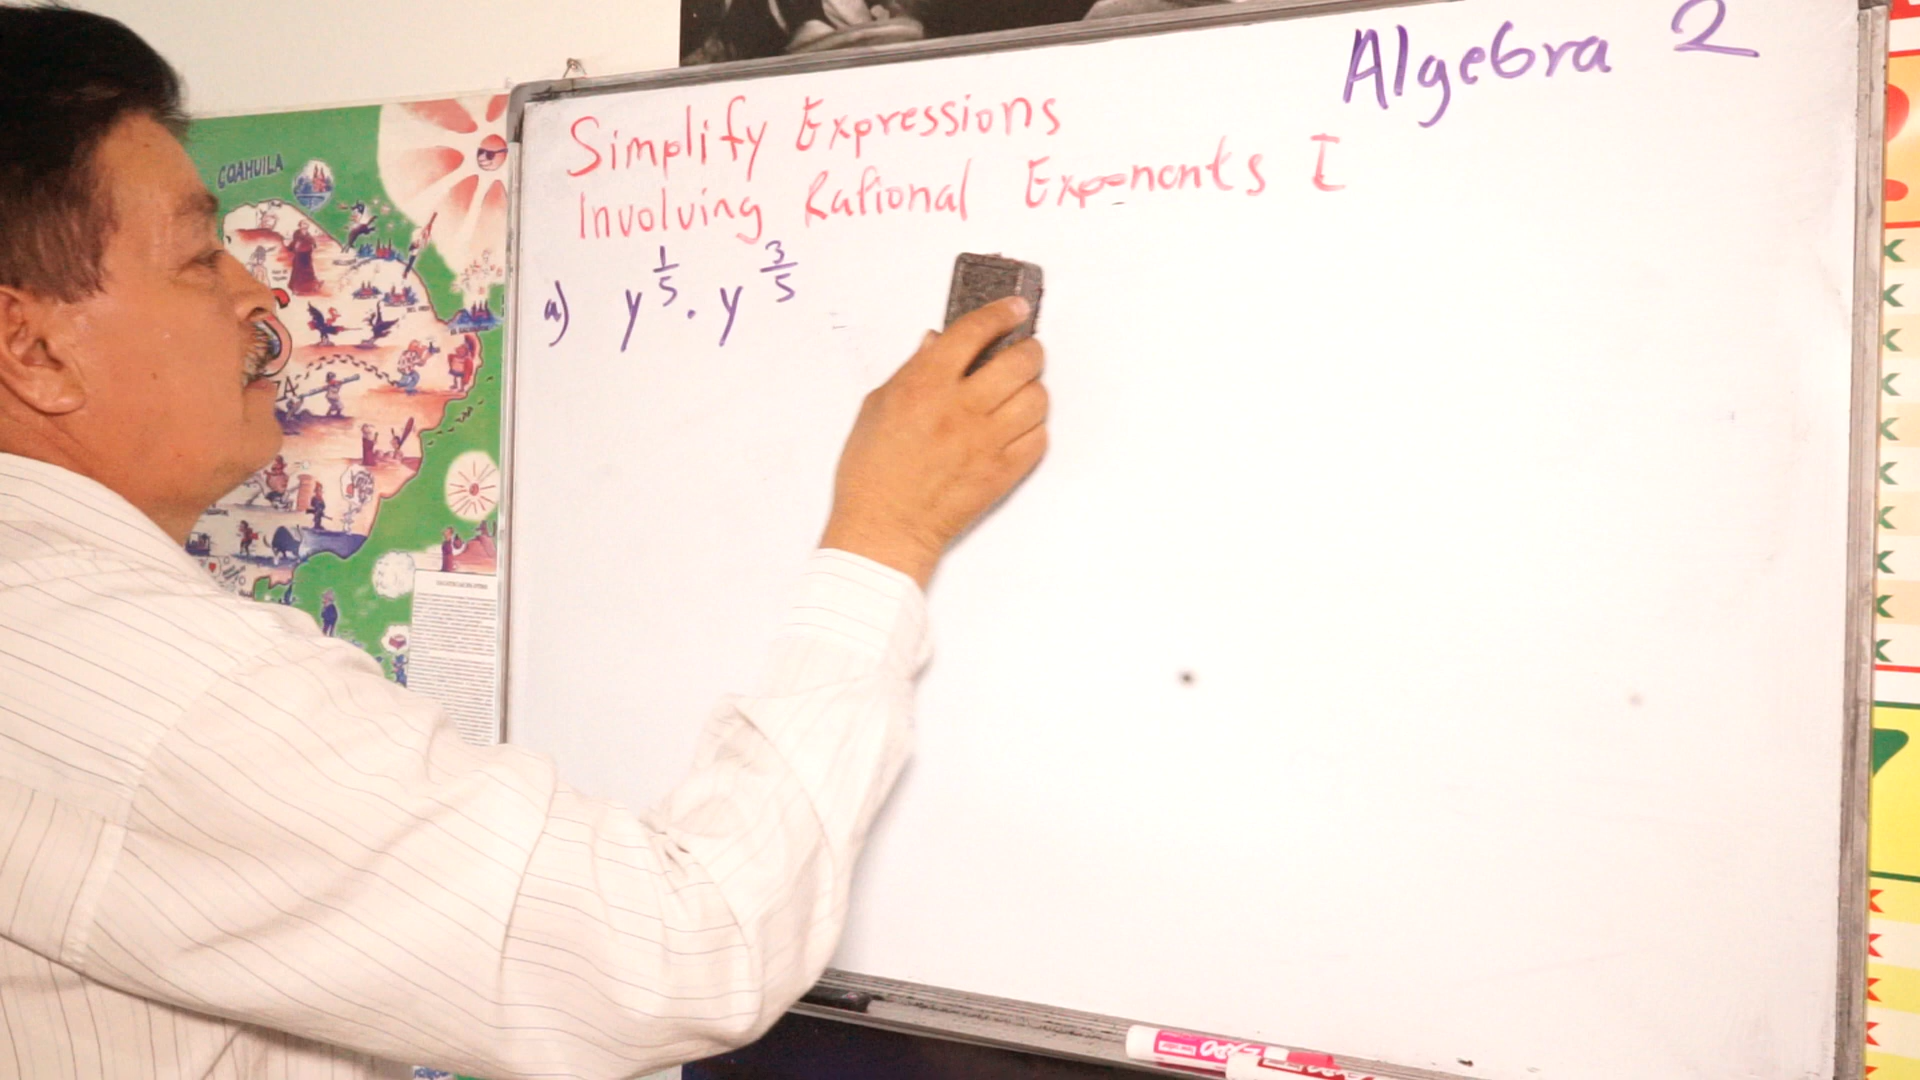 Algebra 2
Simplify Expressions
Involving Rational Exponents I
a) y^{1/5} · y^{3/5}
COAHUILA